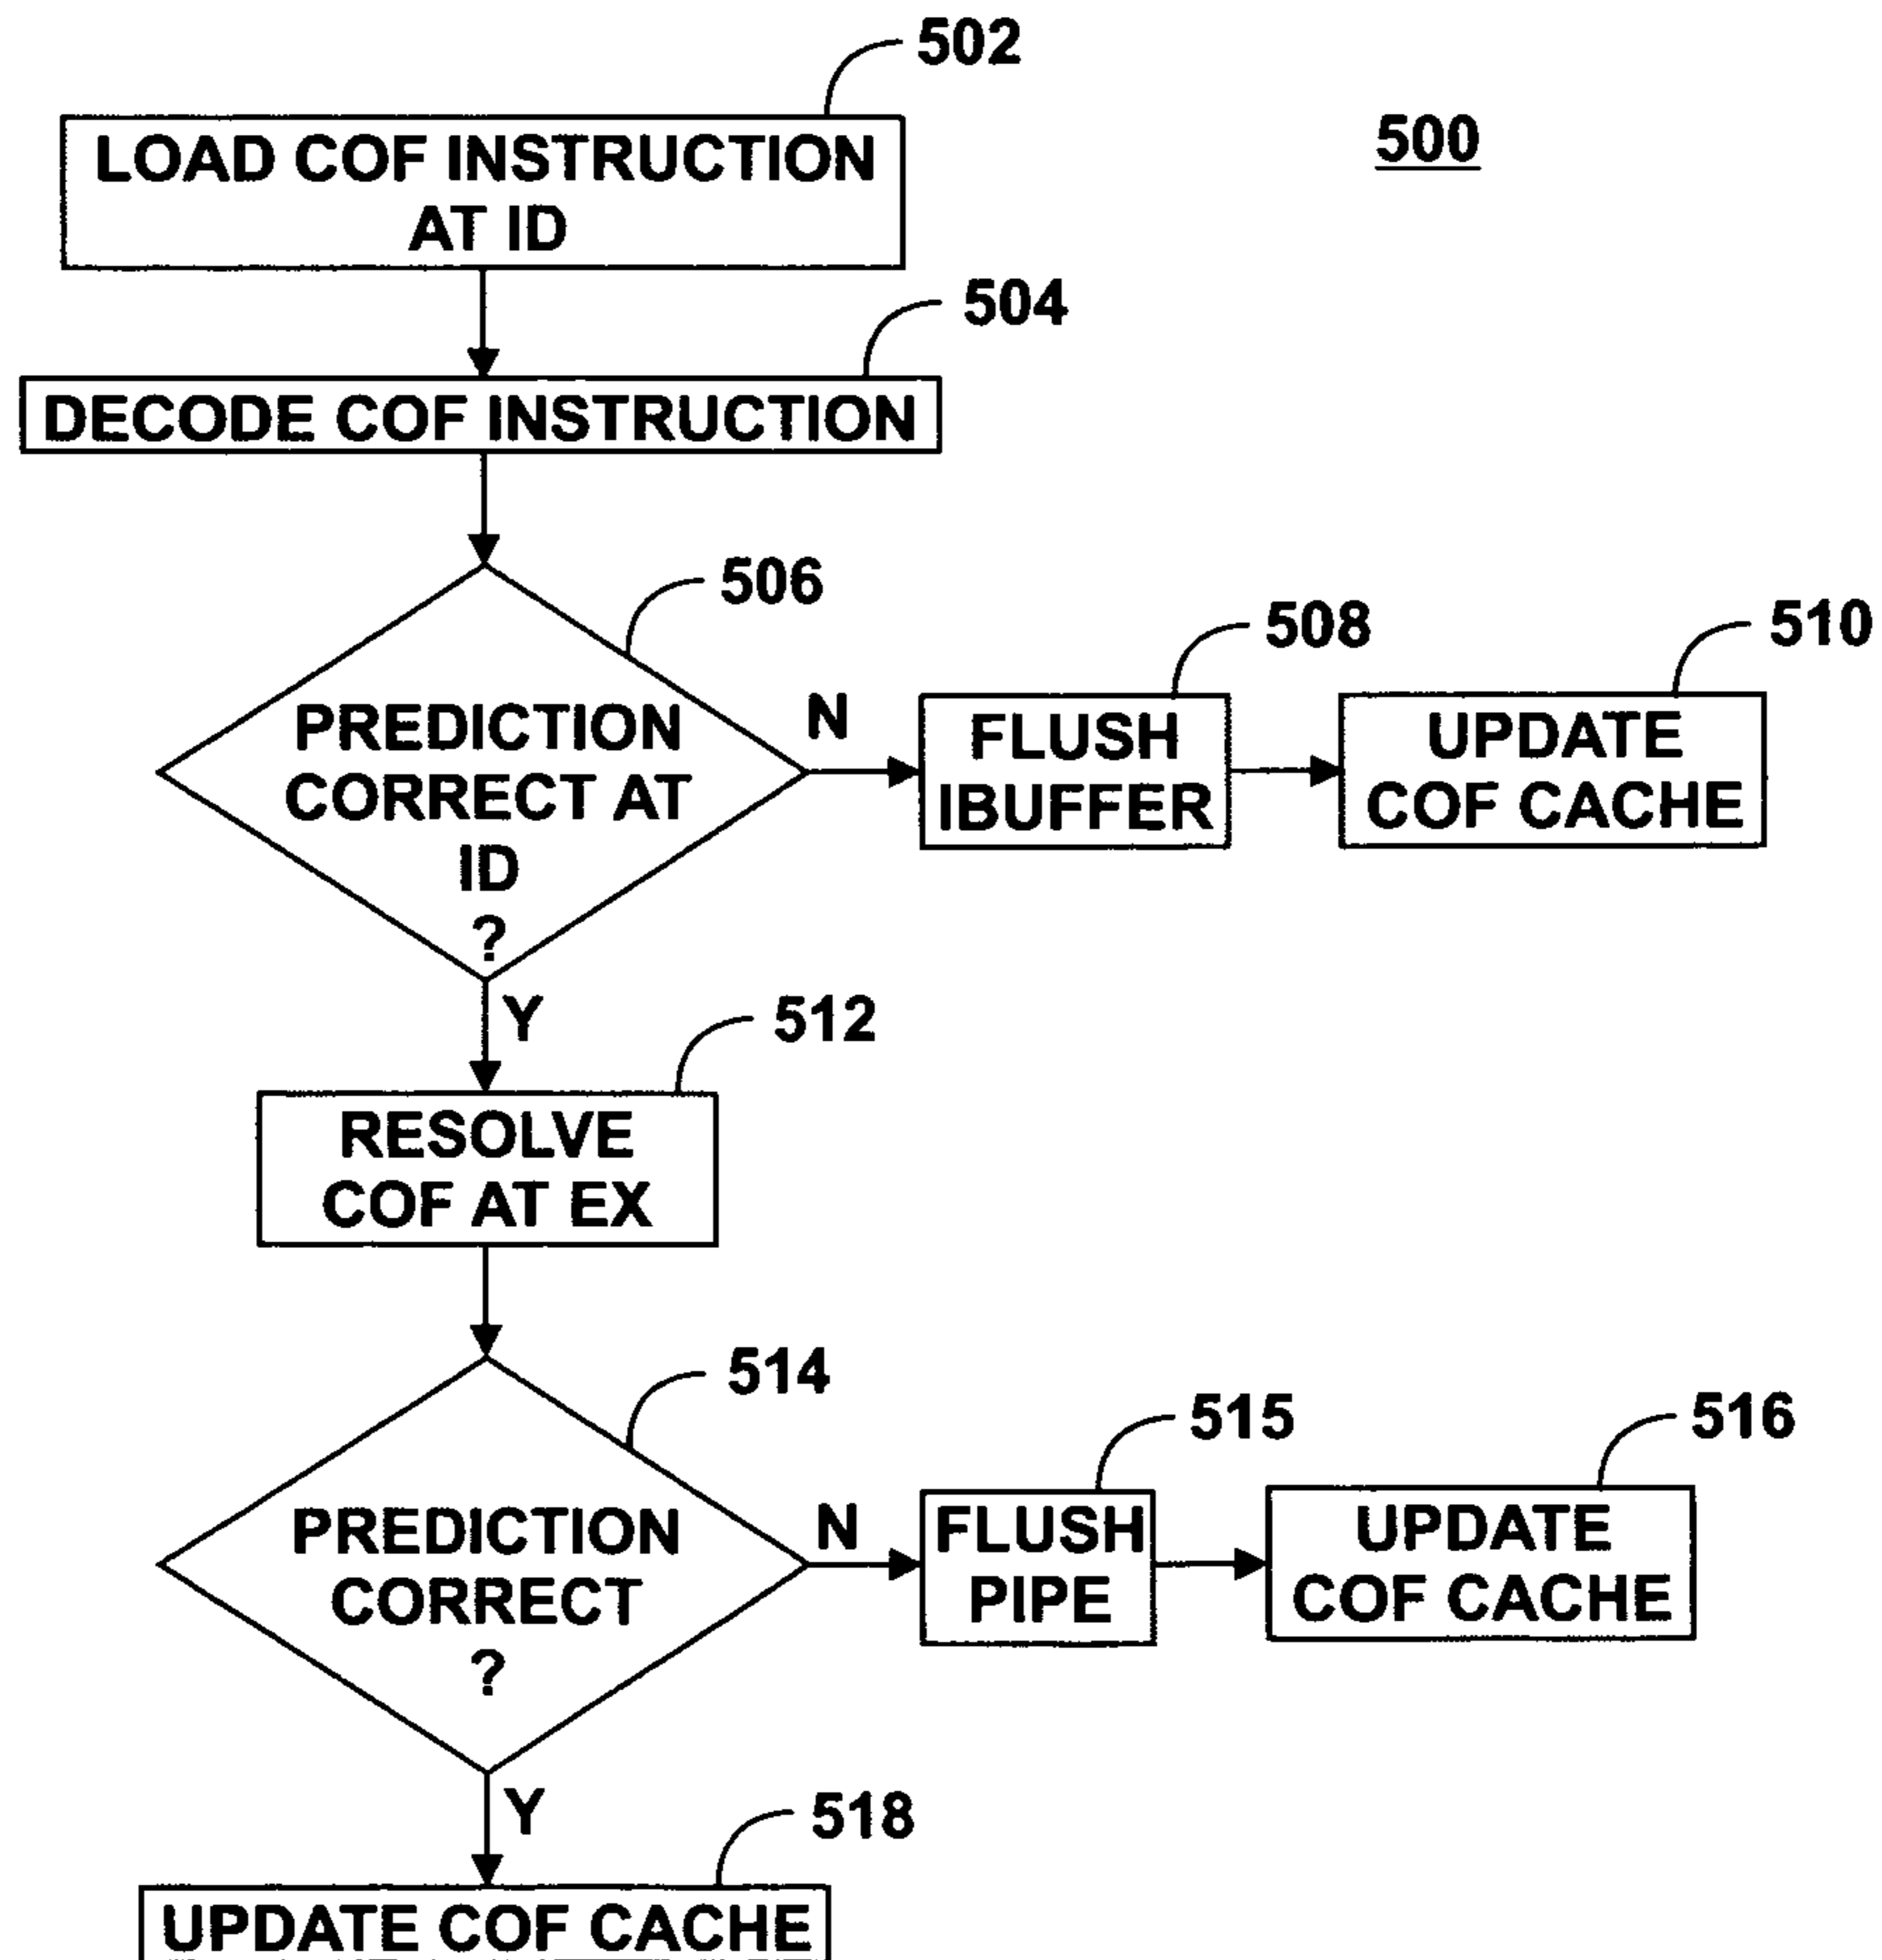 502
500
LOAD COF INSTRUCTION
AT ID
504
DECODE COF INSTRUCTION
506
508
510
PREDICTION
CORRECT AT
ID
?
N
FLUSH
IBUFFER
UPDATE
COF CACHE
Y
512
RESOLVE
COF AT EX
514
515
516
PREDICTION
CORRECT
?
N
FLUSH
PIPE
UPDATE
COF CACHE
Y
518
UPDATE COF CACHE